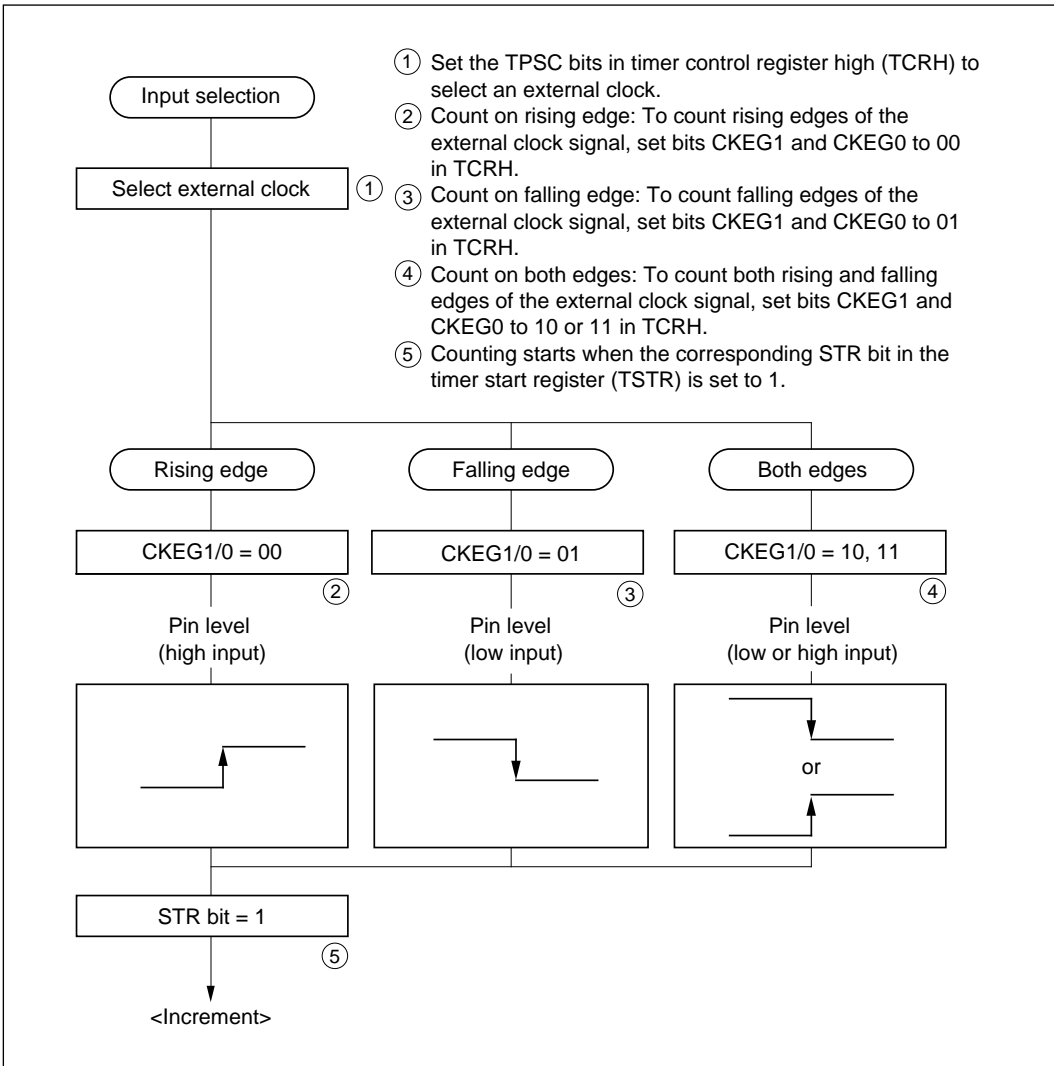 Input selection
Select external clock ①
① Set the TPSC bits in timer control register high (TCRH) to
select an external clock.
② Count on rising edge: To count rising edges of the
external clock signal, set bits CKEG1 and CKEG0 to 00
in TCRH.
③ Count on falling edge: To count falling edges of the
external clock signal, set bits CKEG1 and CKEG0 to 01
in TCRH.
④ Count on both edges: To count both rising and falling
edges of the external clock signal, set bits CKEG1 and
CKEG0 to 10 or 11 in TCRH.
⑤ Counting starts when the corresponding STR bit in the
timer start register (TSTR) is set to 1.
Rising edge
CKEG1/0 = 00
②
Pin level
(high input)
Falling edge
CKEG1/0 = 01
③
Pin level
(low input)
Both edges
CKEG1/0 = 10, 11
④
Pin level
(low or high input)
or
STR bit = 1
⑤
<Increment>